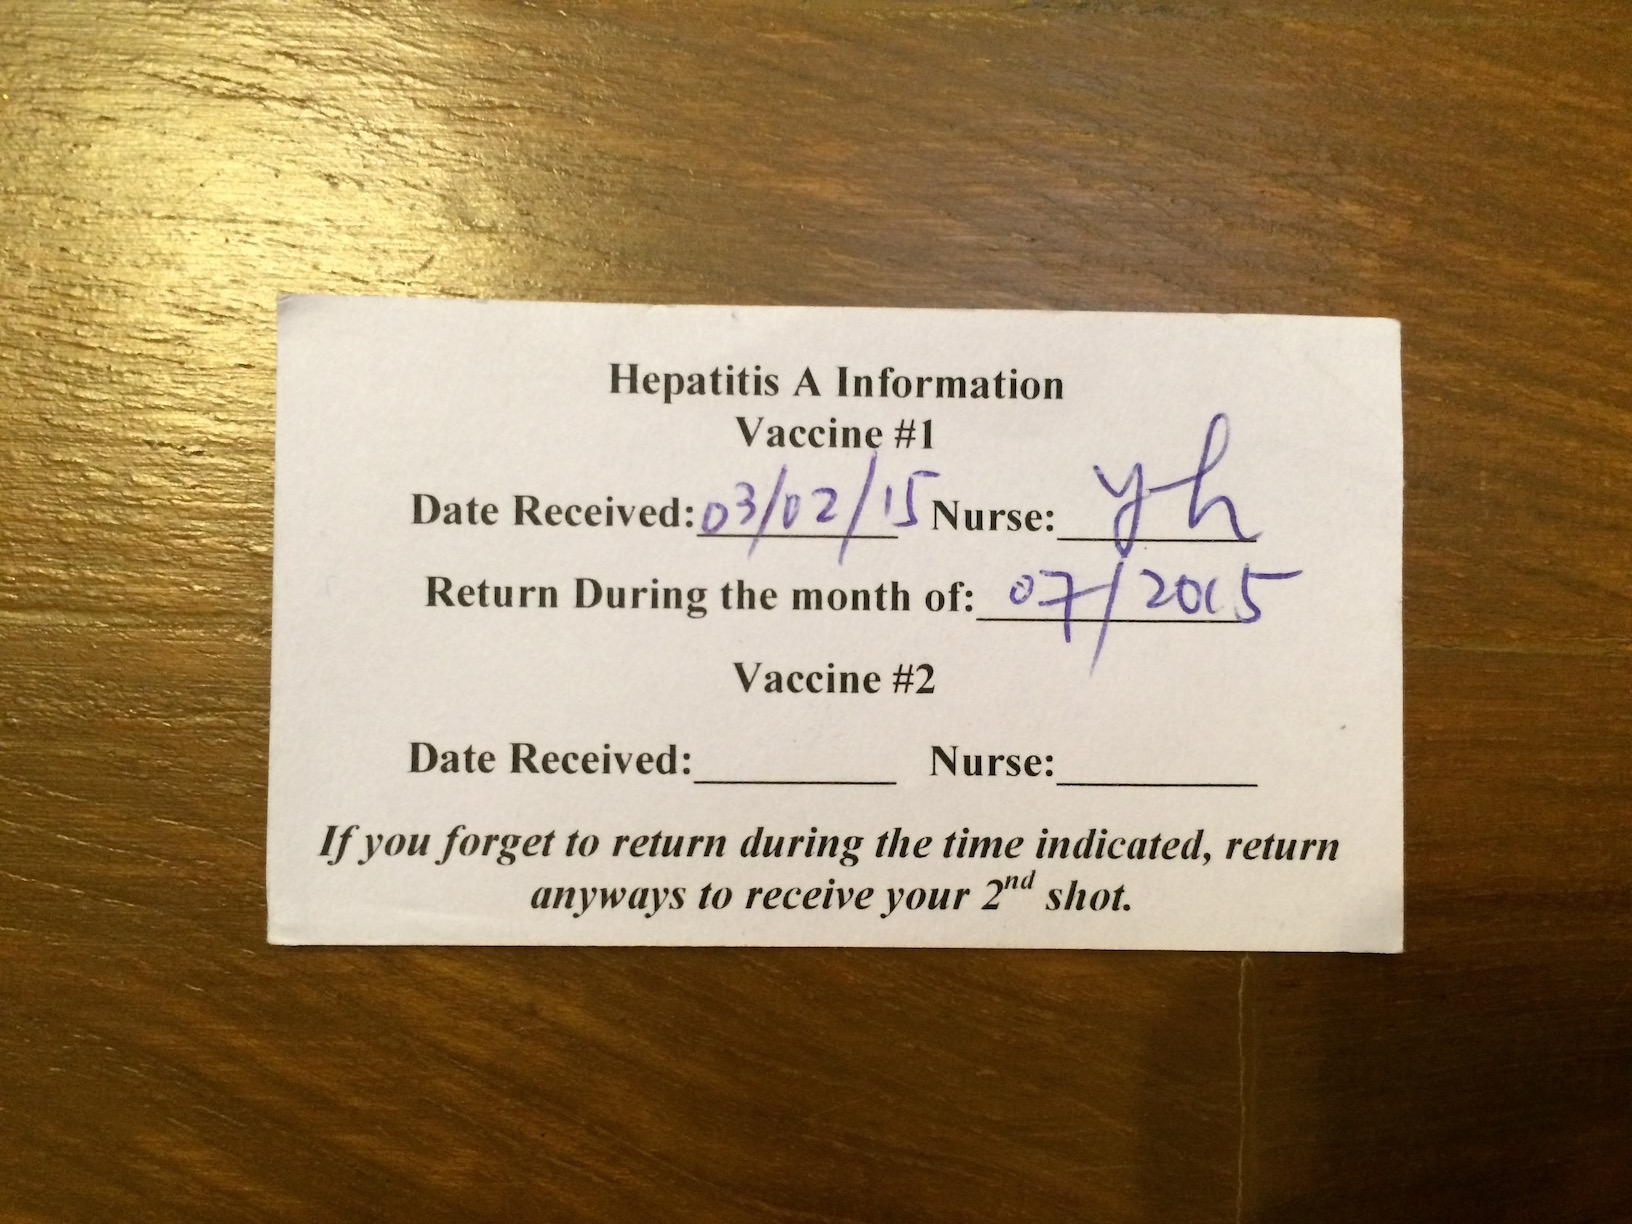 Hepatitis A Information
Vaccine #1
Date Received: 03/02/15 Nurse: yh
Return During the month of: 07/2015
Vaccine #2
Date Received:__________ Nurse:__________
If you forget to return during the time indicated, return
anyways to receive your 2nd shot.